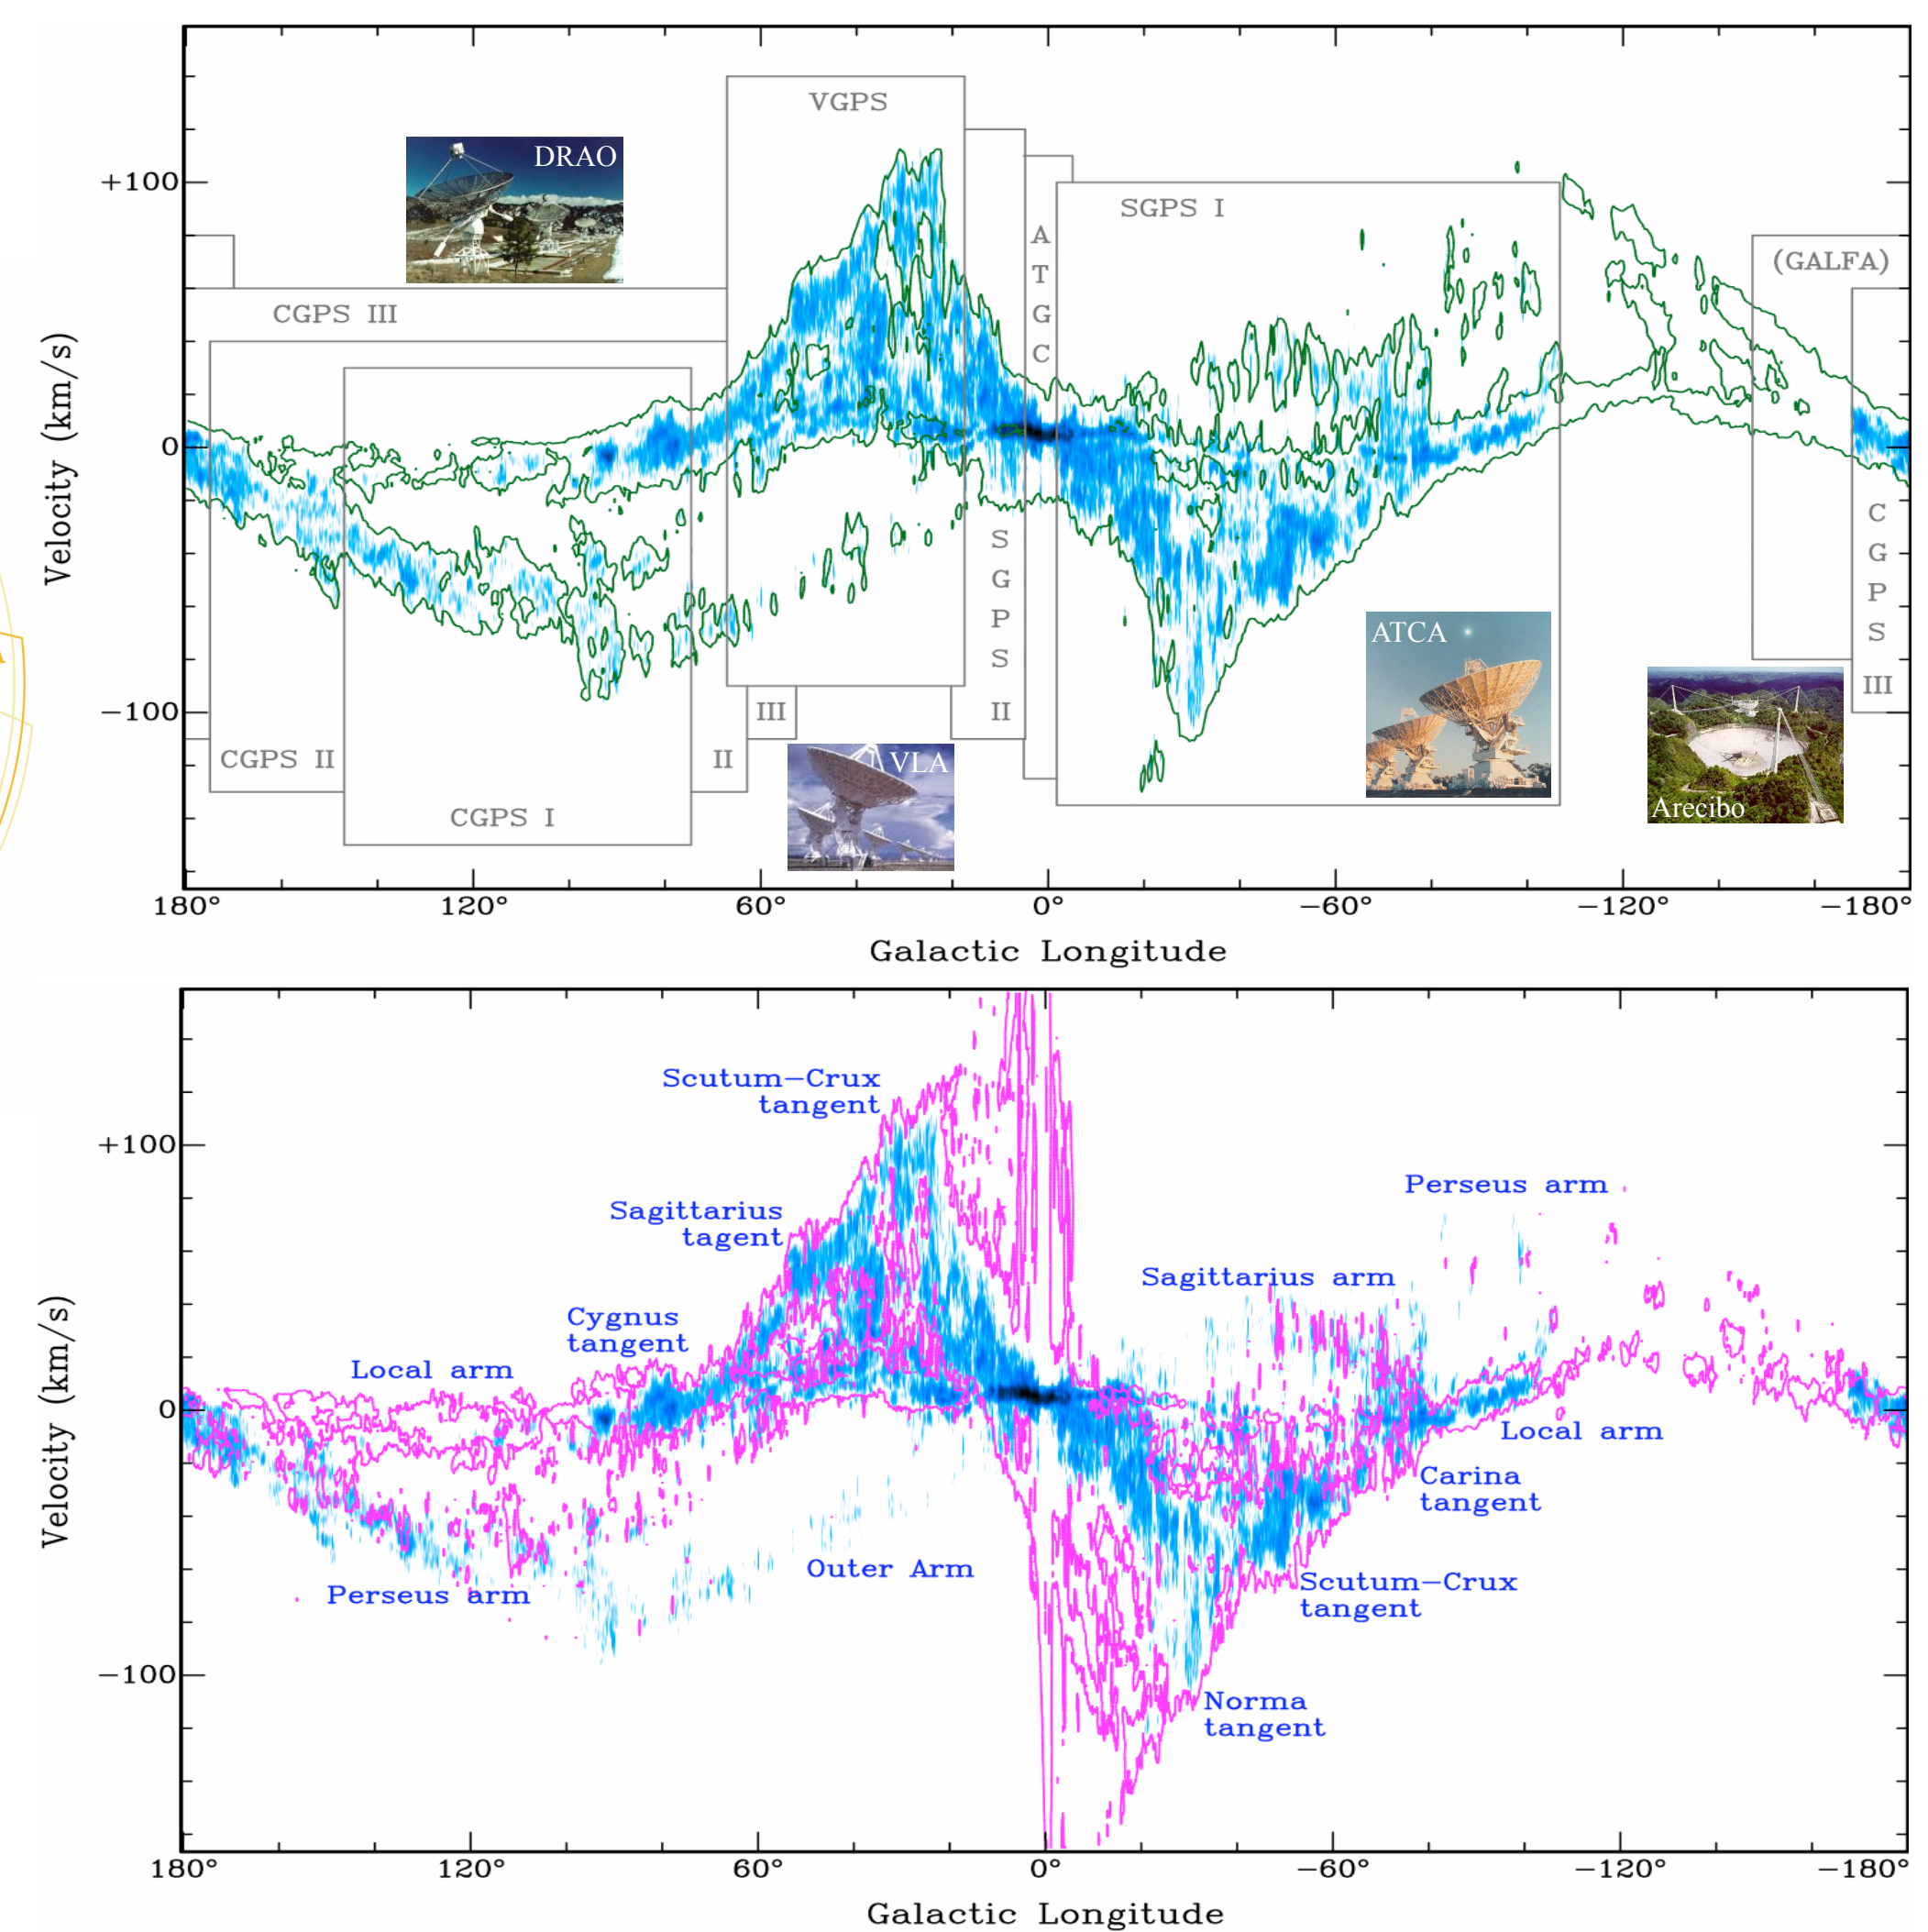 VGPS
DRAO
+100
SGPS I
A
T
G
C
(GALFA)
CGPS III
0
Velocity (km/s)
S
G
P
S
II
C
G
P
S
III
ATCA
−100
III
CGPS II
II
VLA
CGPS I
Arecibo
180° 120° 60° 0° −60° −120° −180°
Galactic Longitude
Scutum−Crux
tangent
+100
Perseus arm
Sagittarius
tagent
Sagittarius arm
Cygnus
tangent
Local arm
0
Local arm
Velocity (km/s)
Carina
tangent
Outer Arm
Perseus arm
Scutum−Crux
tangent
−100
Norma
tangent
180° 120° 60° 0° −60° −120° −180°
Galactic Longitude